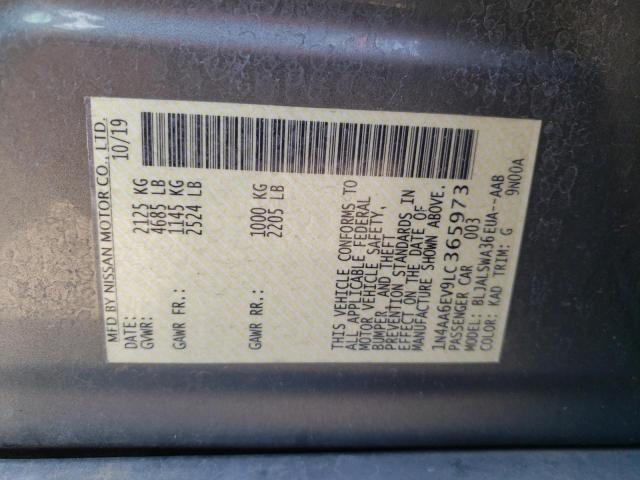 MFD BY NISSAN MOTOR CO., LTD.
DATE: 10/19
GVWR: 2125 KG
4685 LB
GAWR FR: 1145 KG
2524 LB
GAWR RR: 1000 KG
2205 LB
THIS VEHICLE CONFORMS TO
ALL APPLICABLE FEDERAL
MOTOR VEHICLE SAFETY,
BUMPER, AND THEFT
PREVENTION STANDARDS IN
EFFECT ON THE DATE OF
MANUFACTURE SHOWN ABOVE.
1N4AA6EV9LC365973
PASSENGER CAR 003
MODEL: BLJALSWA36EUA--AAB
COLOR: KAD TRIM: G 9N00A